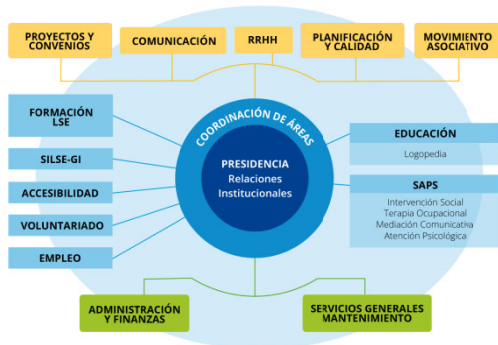 PROYECTOS Y
CONVENIOS
COMUNICACIÓN
RRHH
PLANIFICACIÓN
Y CALIDAD
MOVIMIENTO
ASOCIATIVO
FORMACIÓN
LSE
SILSE-GI
ACCESIBILIDAD
VOLUNTARIADO
EMPLEO
COORDINACIÓN DE ÁREAS
PRESIDENCIA
Relaciones
Institucionales
EDUCACIÓN
Logopedia
SAPS
Intervención Social
Terapia Ocupacional
Mediación Comunicativa
Atención Psicológica
ADMINISTRACIÓN
Y FINANZAS
SERVICIOS GENERALES
MANTENIMIENTO